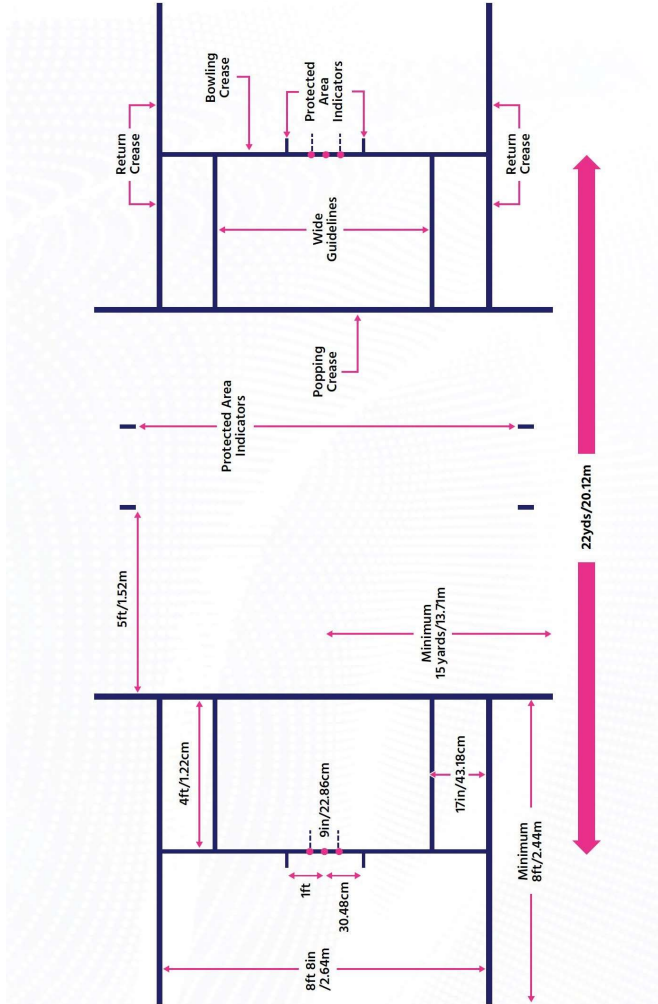 Return
Crease
Bowling
Crease
Protected
Area
Indicators
Return
Crease
Wide
Guidelines
Popping
Crease
Protected Area
Indicators
22yds/20.12m
5ft/1.52m
Minimum
15 yards/13.71m
4ft/1.22cm
9in/22.86cm
17in/43.18cm
1ft
30.48cm
8ft 8in
/2.64m
Minimum
8ft/2.44m